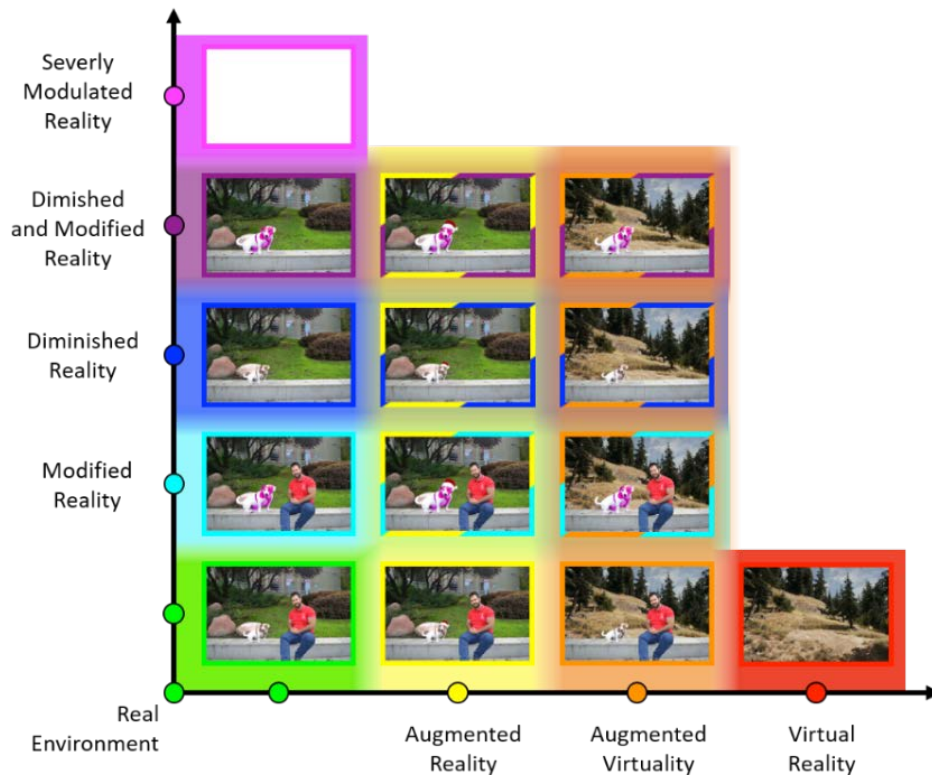 Severly
Modulated
Reality
Dimished
and Modified
Reality
Diminished
Reality
Modified
Reality
Real
Environment
Augmented
Reality
Augmented
Virtuality
Virtual
Reality